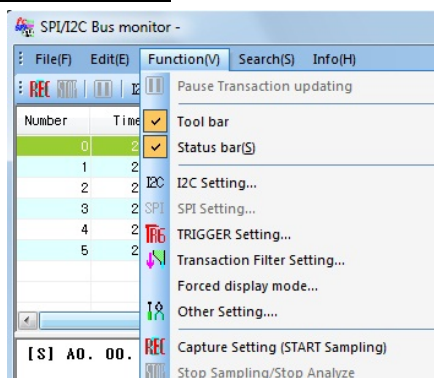 SPI/I2C Bus monitor -
File(F) Edit(E) Function(V) Search(S) Info(H)
REC
Pause Transaction updating
Number Time
Tool bar
0 2
Status bar(S)
1 2
2 2
I2C I2C Setting...
3 2
SPI SPI Setting...
4 2
TRIG TRIGGER Setting...
5 2
Transaction Filter Setting...
Forced display mode...
Other Setting....
[S] A0. 00.
REC Capture Setting (START Sampling)
Stop Sampling/Stop Analyze